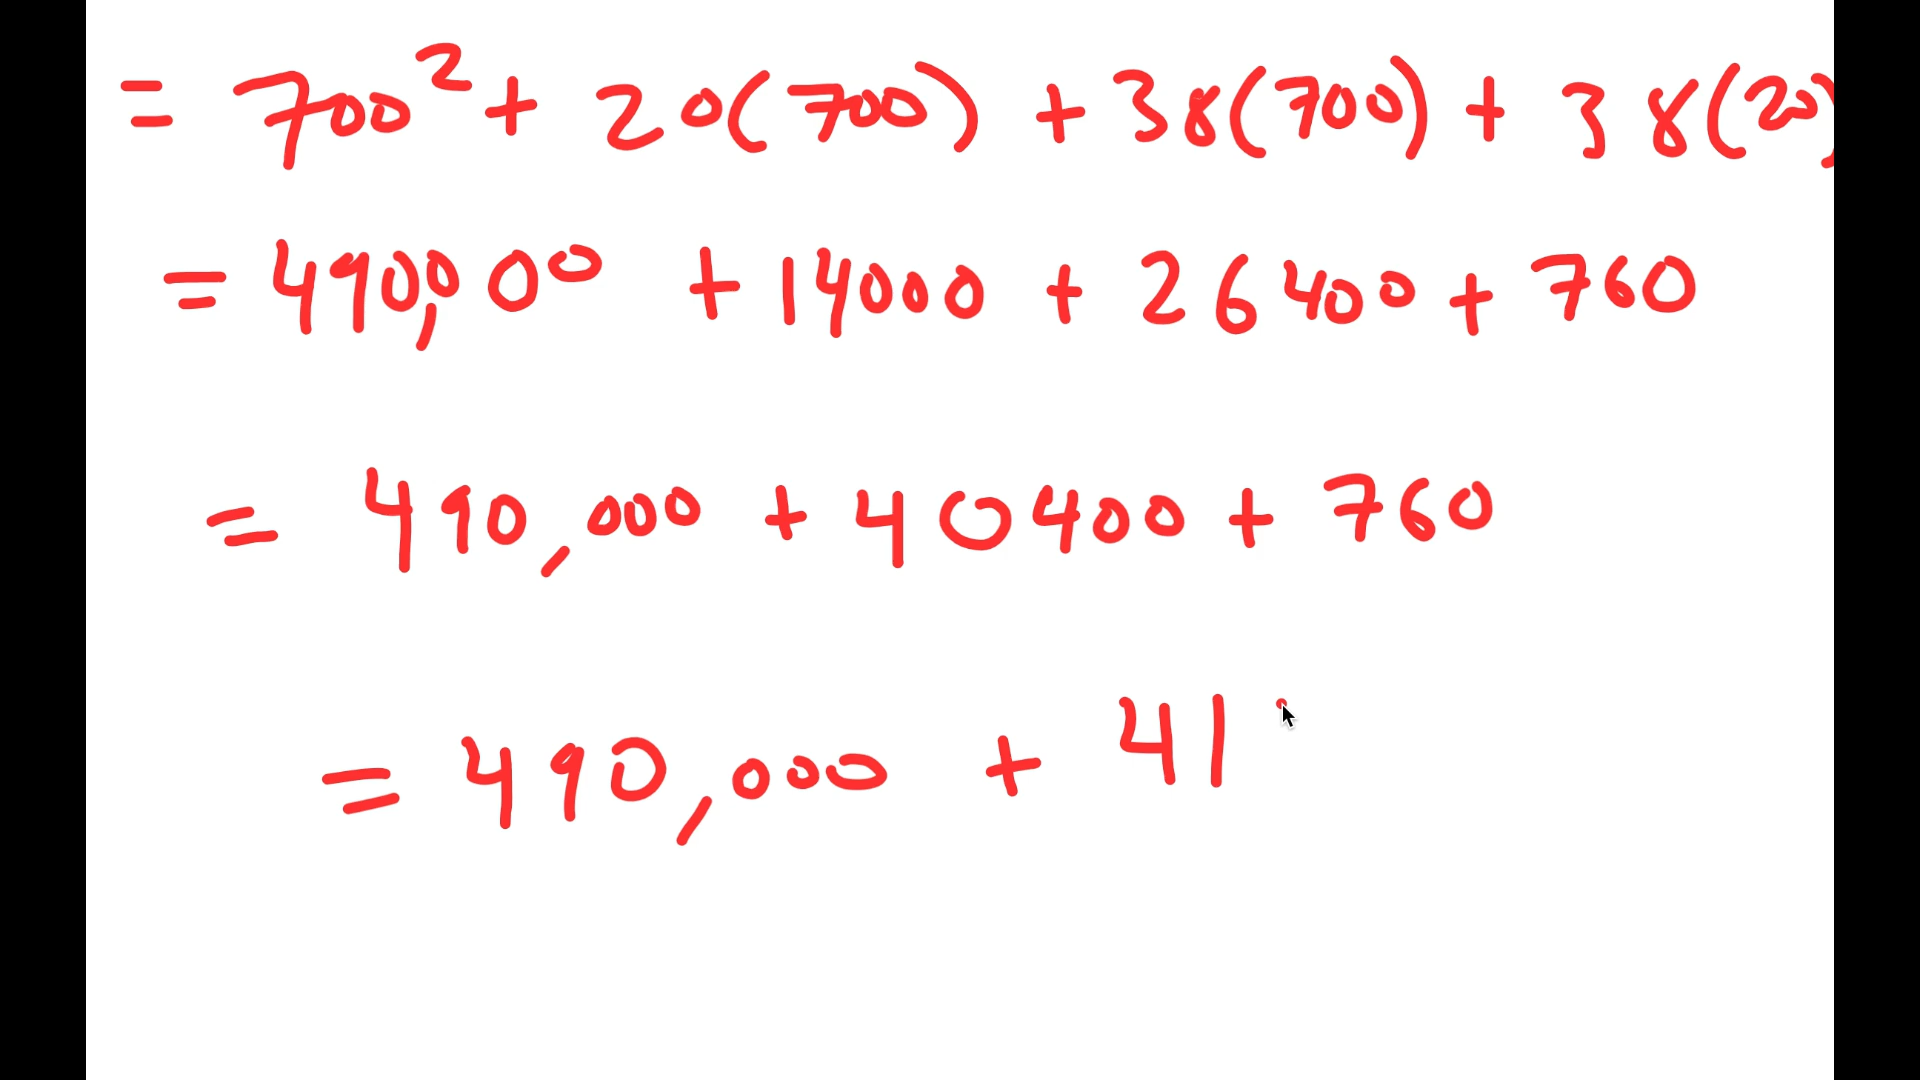 = 700² + 20(700) + 38(700) + 38(20)
= 490,000 + 14000 + 26400 + 760
= 490,000 + 40400 + 760
= 490,000 + 41